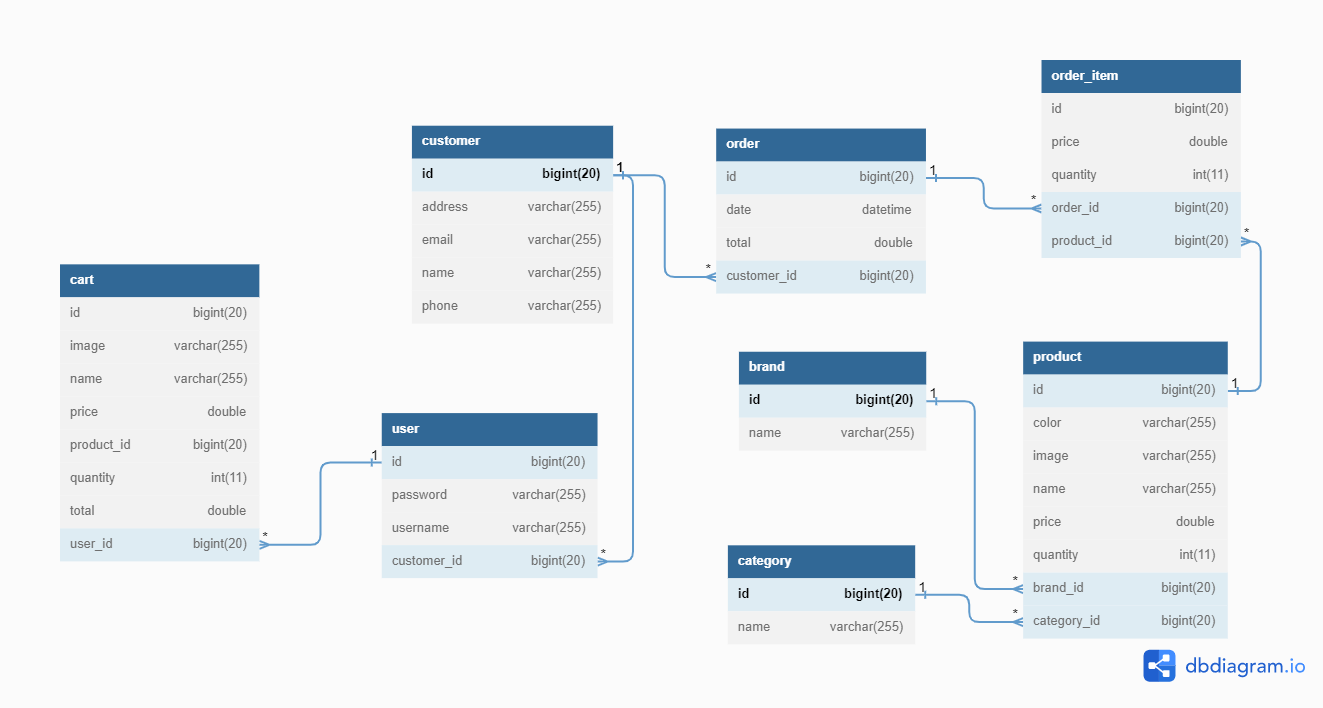 order_item
id bigint(20)
price double
quantity int(11)
* order_id bigint(20)
product_id bigint(20) *
customer
id bigint(20) 1
address varchar(255)
email varchar(255)
name varchar(255)
phone varchar(255)
order
id bigint(20) 1
date datetime
total double
* customer_id bigint(20)
cart
id bigint(20)
image varchar(255)
name varchar(255)
price double
product_id bigint(20)
quantity int(11)
total double
user_id bigint(20) *
user
1 id bigint(20)
password varchar(255)
username varchar(255)
customer_id bigint(20) *
brand
id bigint(20) 1
name varchar(255)
product
id bigint(20) 1
color varchar(255)
image varchar(255)
name varchar(255)
price double
quantity int(11)
* brand_id bigint(20)
* category_id bigint(20)
category
id bigint(20) 1
name varchar(255)
dbdiagram.io